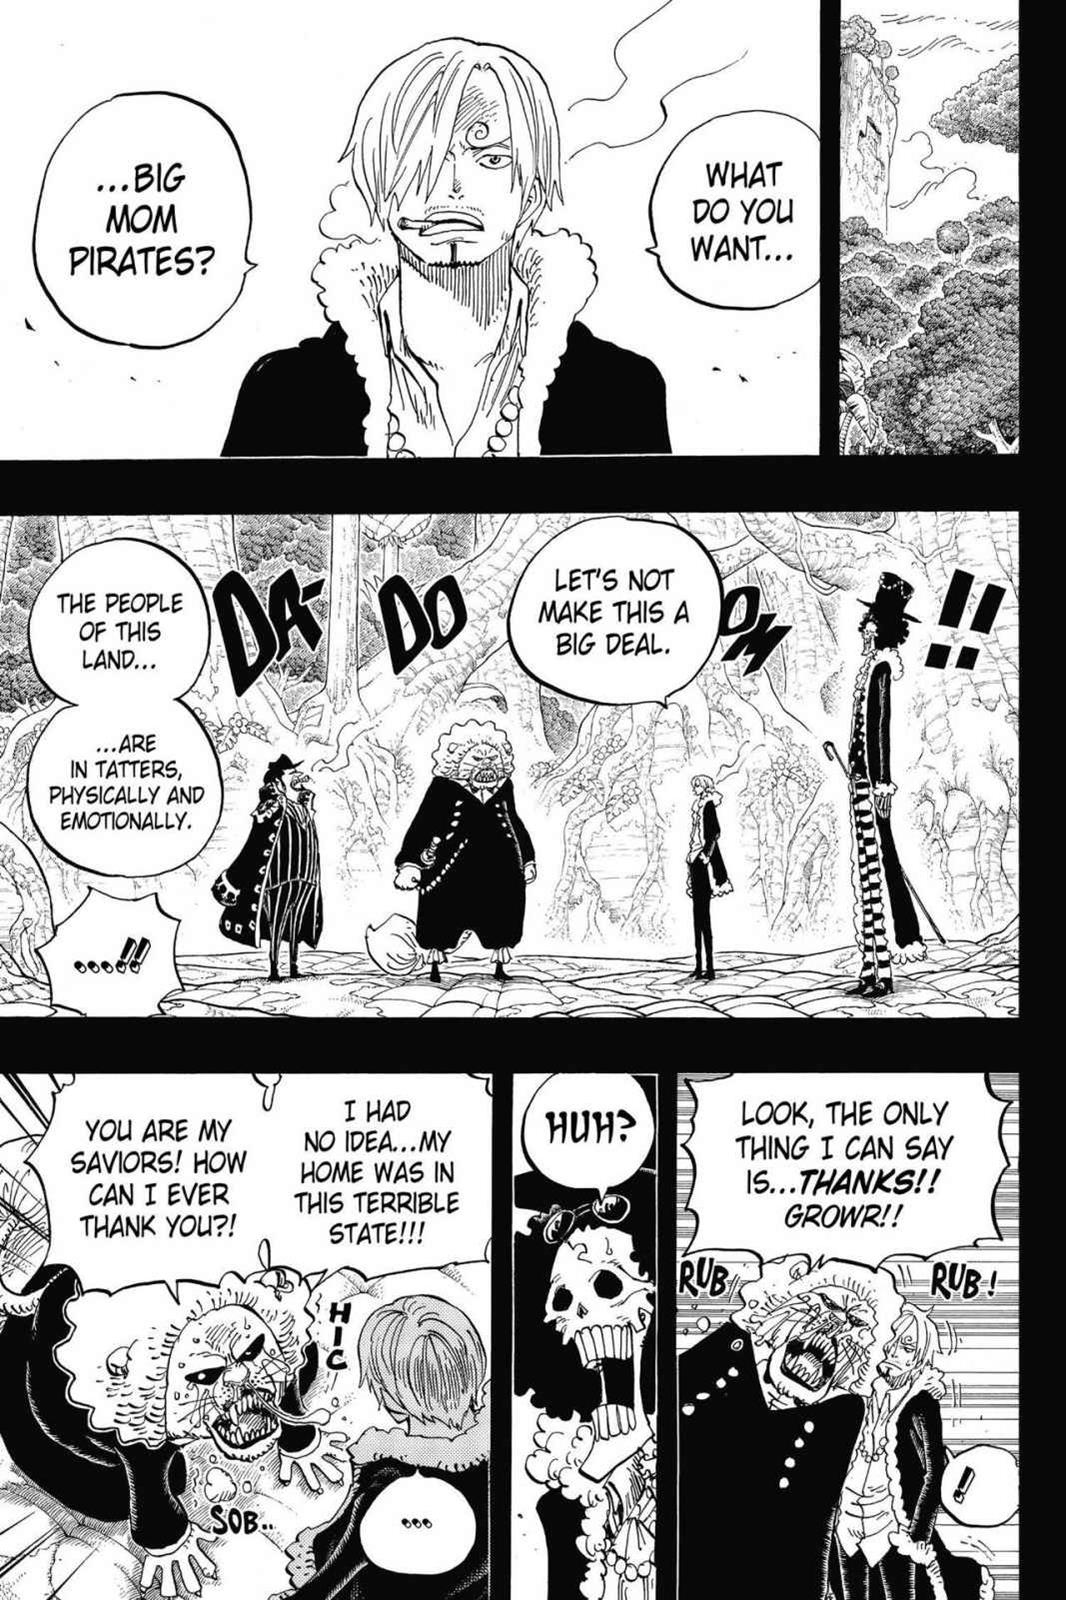 WHAT
DO YOU
WANT...
...BIG
MOM
PIRATES?
!!
OM
LET'S NOT
MAKE THIS A
BIG DEAL.
DO
DA-
THE PEOPLE
OF THIS
LAND...
...ARE
IN TATTERS,
PHYSICALLY AND
EMOTIONALLY.
...!!
LOOK, THE ONLY
THING I CAN SAY
IS...THANKS!!
GROWR!!
RUB!
RUB
!
HUH?
I HAD
NO IDEA...MY
HOME WAS IN
THIS TERRIBLE
STATE!!!
YOU ARE MY
SAVIORS! HOW
CAN I EVER
THANK YOU?!
HIC
SOB..
...